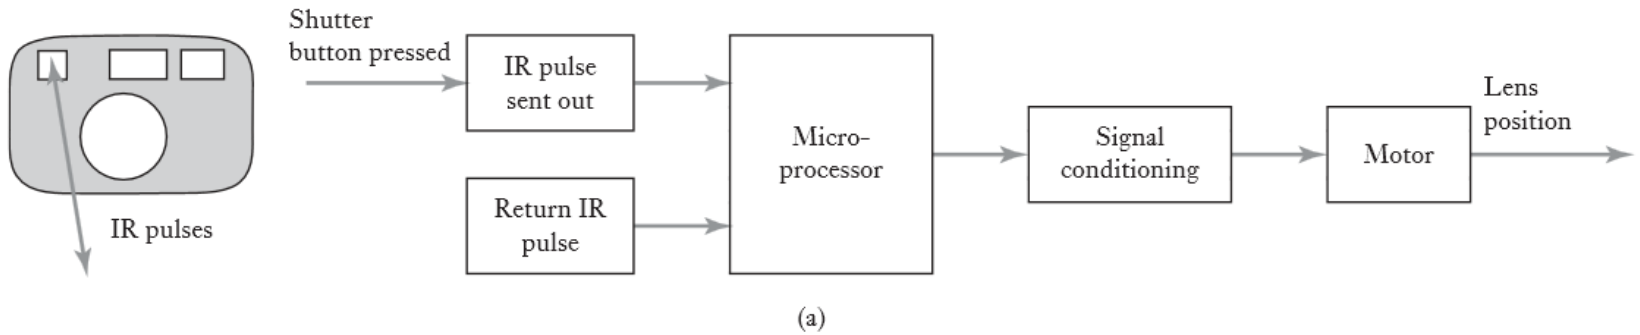 Shutter
button pressed
IR pulse
sent out
Return IR
pulse
Micro-
processor
Signal
conditioning
Motor
Lens
position
IR pulses
(a)